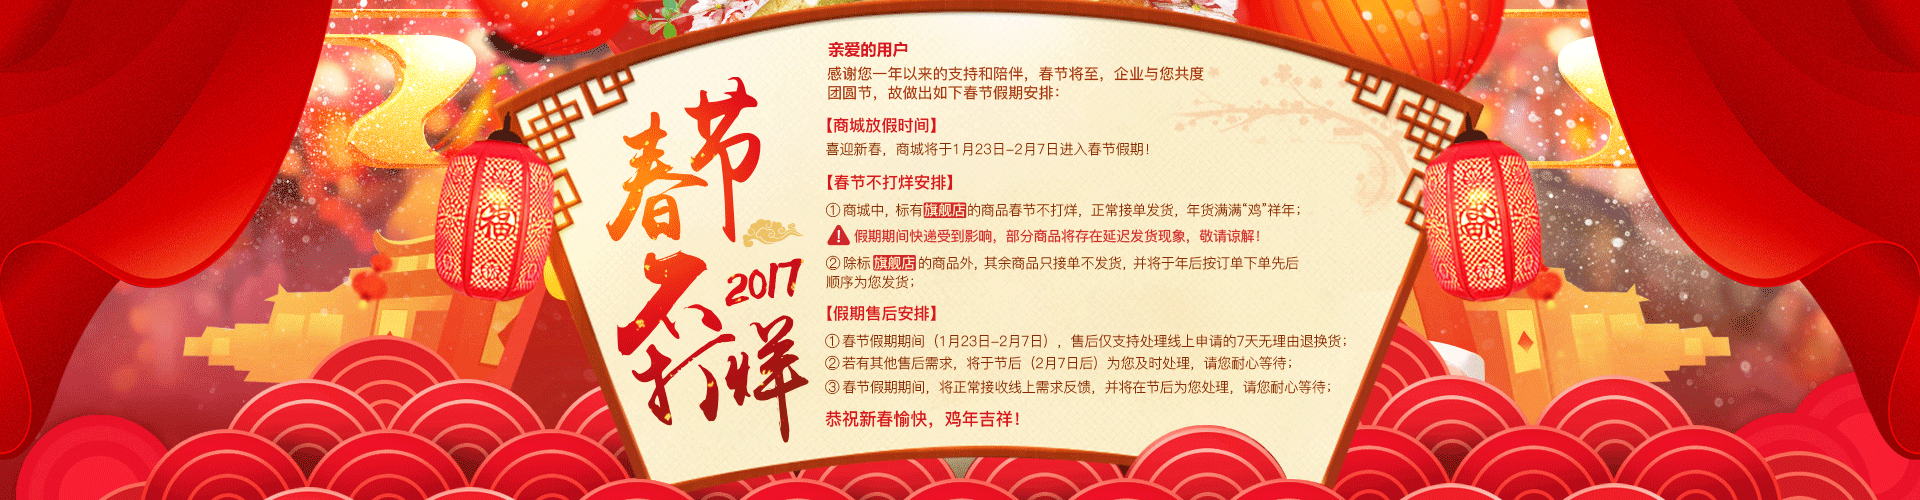 春节
2017
不打烊
亲爱的用户
感谢您一年以来的支持和陪伴，春节将至，企业与您共度
团圆节，故做出如下春节假期安排：
【商城放假时间】
喜迎新春，商城将于1月23日-2月7日进入春节假期！
【春节不打烊安排】
① 商城中，标有旗舰店的商品春节不打烊，正常接单发货，年货满满“鸡”祥年；
假期期间快递受到影响，部分商品将存在延迟发货现象，敬请谅解！
② 除标 旗舰店 的商品外，其余商品只接单不发货，并将于年后按订单下单先后
顺序为您发货；
【假期售后安排】
① 春节假期期间（1月23日-2月7日），售后仅支持处理线上申请的7天无理由退换货；
② 若有其他售后需求，将于节后（2月7日后）为您及时处理，请您耐心等待；
③ 春节假期期间，将正常接收线上需求反馈，并将在节后为您处理，请您耐心等待；
恭祝新春愉快，鸡年吉祥！
福
福